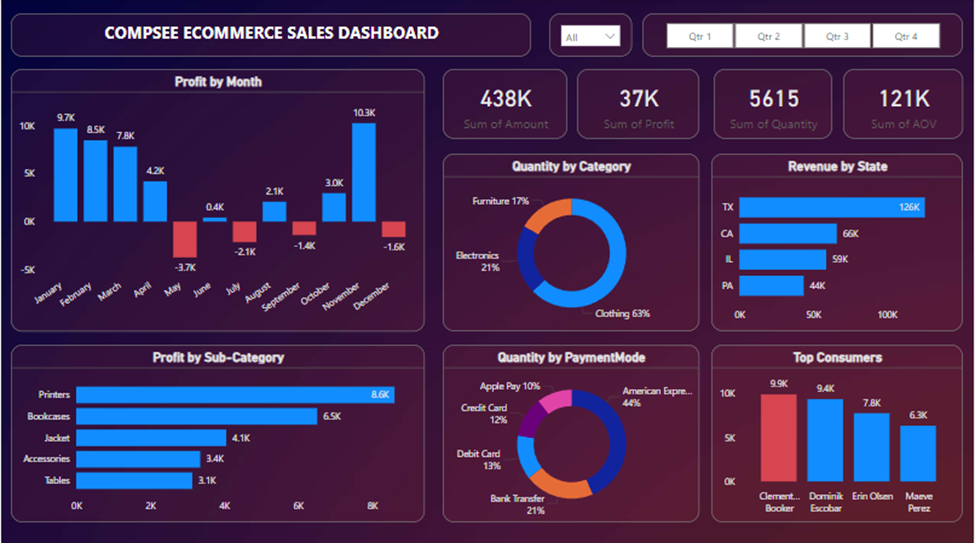 COMPSEE ECOMMERCE SALES DASHBOARD
All
Qtr 1
Qtr 2
Qtr 3
Qtr 4
Profit by Month
10K
5K
0K
-5K
9.7K
8.5K
7.8K
4.2K
-3.7K
0.4K
-2.1K
2.1K
-1.4K
3.0K
10.3K
-1.6K
January
February
March
April
May
June
July
August
September
October
November
December
438K
Sum of Amount
37K
Sum of Profit
5615
Sum of Quantity
121K
Sum of AOV
Quantity by Category
Furniture 17%
Electronics
21%
Clothing 63%
Revenue by State
TX
126K
CA
66K
IL
59K
PA
44K
0K
50K
100K
Profit by Sub-Category
Printers
8.6K
Bookcases
6.5K
Jacket
4.1K
Accessories
3.4K
Tables
3.1K
0K
2K
4K
6K
8K
Quantity by PaymentMode
Apple Pay 10%
American Expre...
44%
Credit Card
12%
Debit Card
13%
Bank Transfer
21%
Top Consumers
10K
5K
0K
9.9K
9.4K
7.8K
6.3K
Clement...
Booker
Dominik
Escobar
Erin Olsen
Maeve
Perez